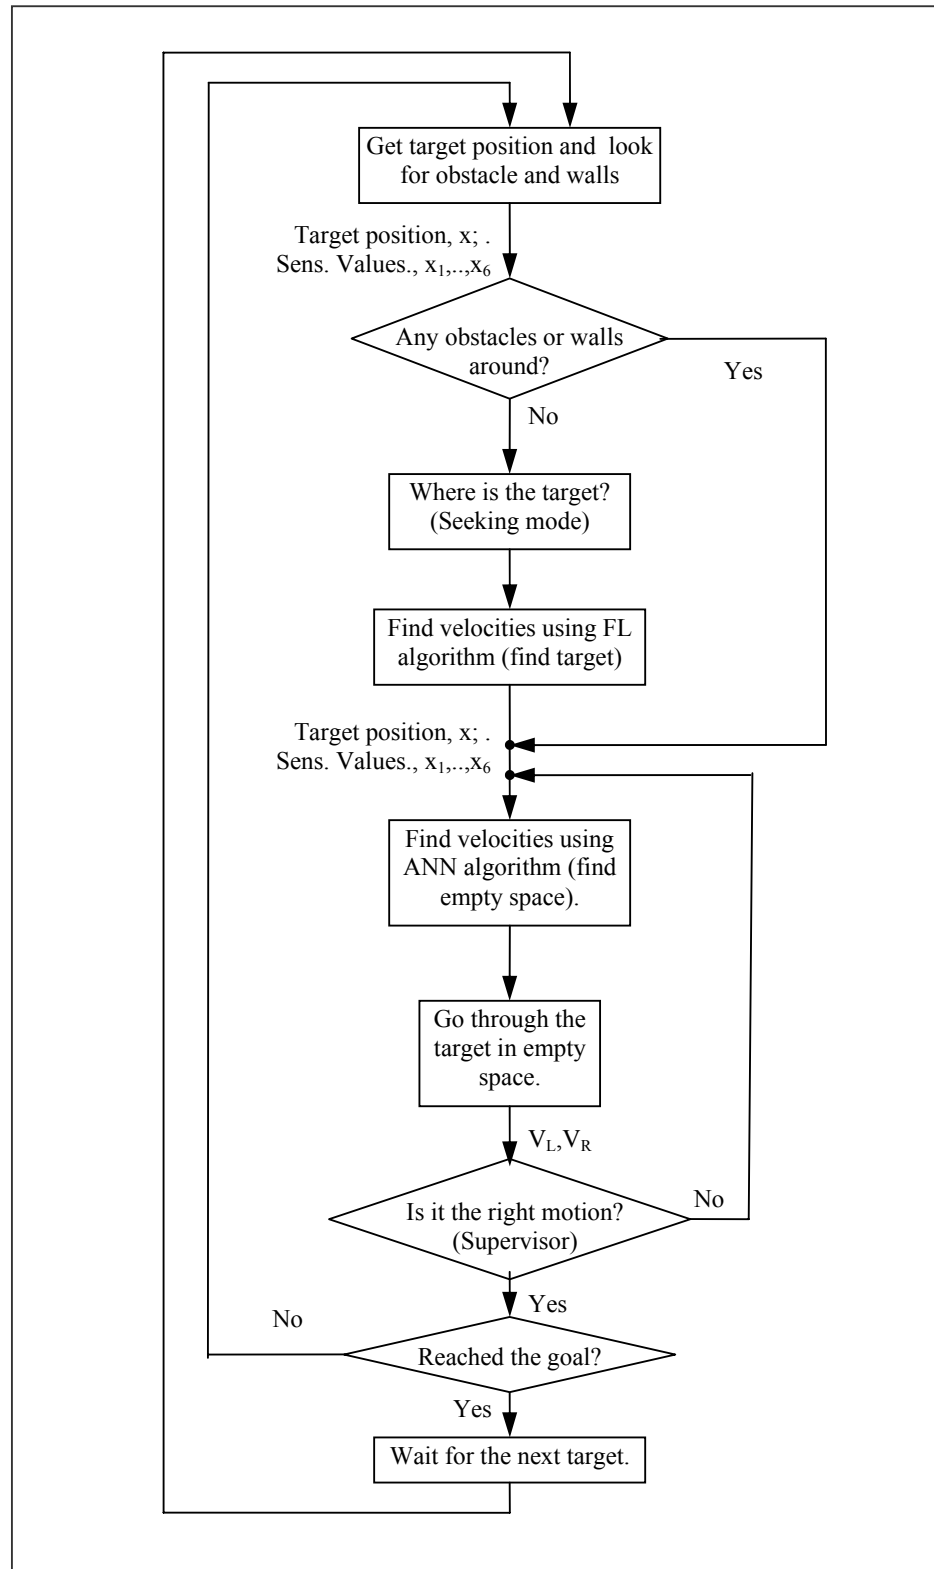 Get target position and look
for obstacle and walls
Target position, x; .
Sens. Values., x₁,..,x₆
Any obstacles or walls
around?
Yes
No
Where is the target?
(Seeking mode)
Find velocities using FL
algorithm (find target)
Target position, x; .
Sens. Values., x₁,..,x₆
Find velocities using
ANN algorithm (find
empty space).
Go through the
target in empty
space.
V_L,V_R
Is it the right motion?
(Supervisor)
No
Yes
No
Reached the goal?
Yes
Wait for the next target.